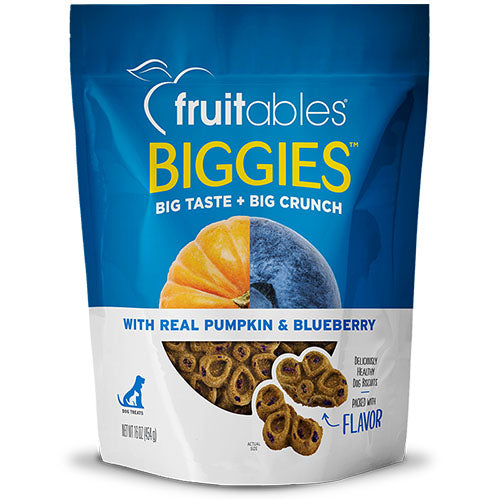 fruitables®
BIGGIES™
BIG TASTE + BIG CRUNCH
WITH REAL PUMPKIN & BLUEBERRY
DELICIOUSLY
HEALTHY
DOG BISCUITS
PACKED WITH
FLAVOR
DOG TREATS
NET WT 16 OZ (454 g)
ACTUAL
SIZE